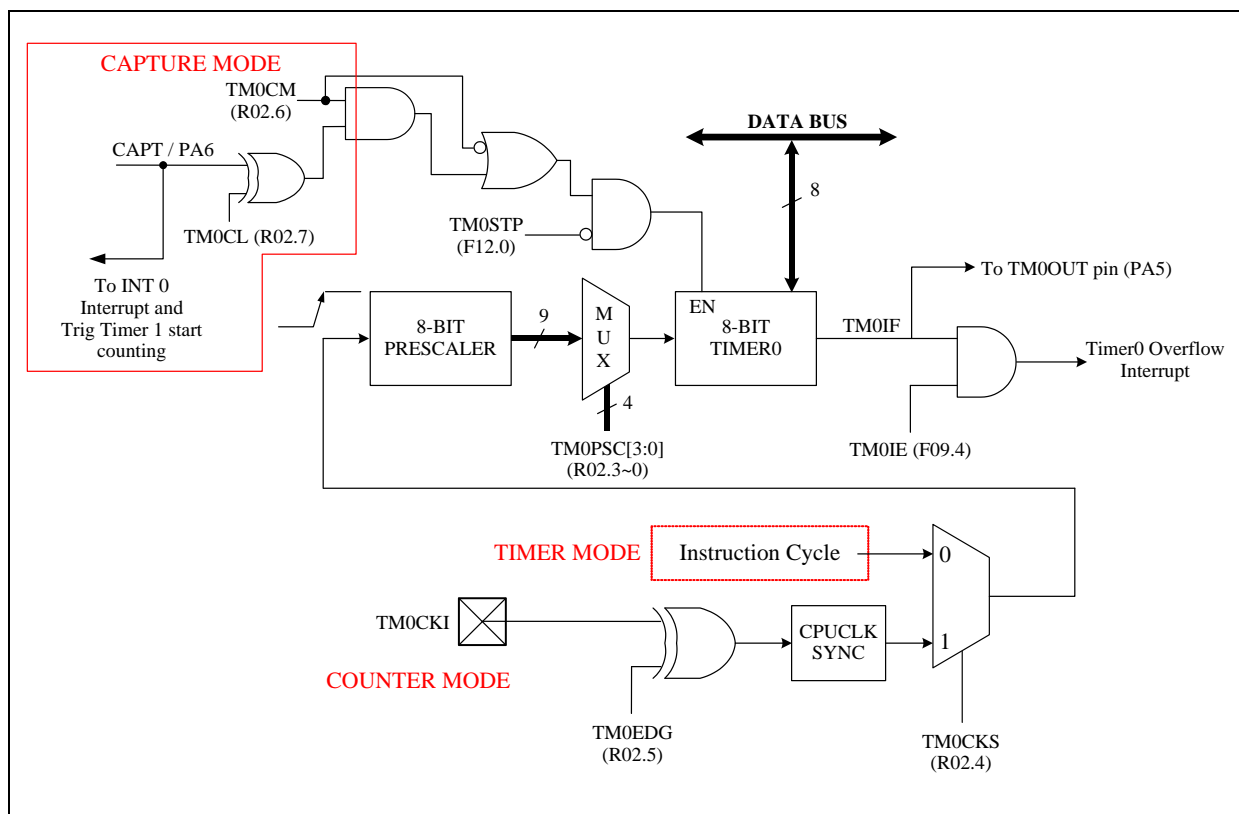 CAPTURE MODE
TM0CM
(R02.6)
DATA BUS
CAPT / PA6
8
TM0CL (R02.7)
TM0STP
(F12.0)
To INT 0
Interrupt and
Trig Timer 1 start
counting
To TM0OUT pin (PA5)
8-BIT
PRESCALER
9
M
U
X
EN
8-BIT
TIMER0
TM0IF
Timer0 Overflow
Interrupt
4
TM0PSC[3:0]
(R02.3~0)
TM0IE (F09.4)
TIMER MODE
Instruction Cycle
0
TM0CKI
CPUCLK
SYNC
1
COUNTER MODE
TM0EDG
(R02.5)
TM0CKS
(R02.4)